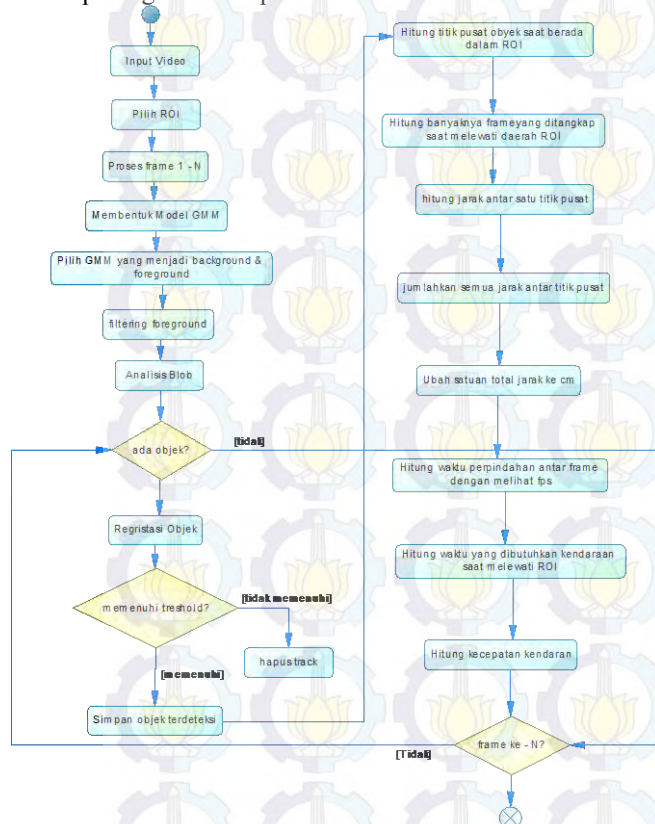 Input Video
Pilih ROI
Proses frame 1 - N
Membentuk Model GMM
Pilih GMM yang menjadi background &
foreground
filtering foreground
Analisis Blob
ada objek?
[tidak]
Regristasi Objek
memenuhi treshold?
[tidak memenuhi]
hapus track
[memenuhi]
Simpan objek terdeteksi
Hitung titik pusat obyek saat berada
dalam ROI
Hitung banyaknya frameyang ditangkap
saat melewati daerah ROI
hitung jarak antar satu titik pusat
jumlahkan semua jarak antar titik pusat
Ubah satuan total jarak ke cm
Hitung waktu perpindahan antar frame
dengan melihat fps
Hitung waktu yang dibutuhkan kendaraan
saat melewati ROI
Hitung kecepatan kendaran
frame ke - N?
[Tidak]